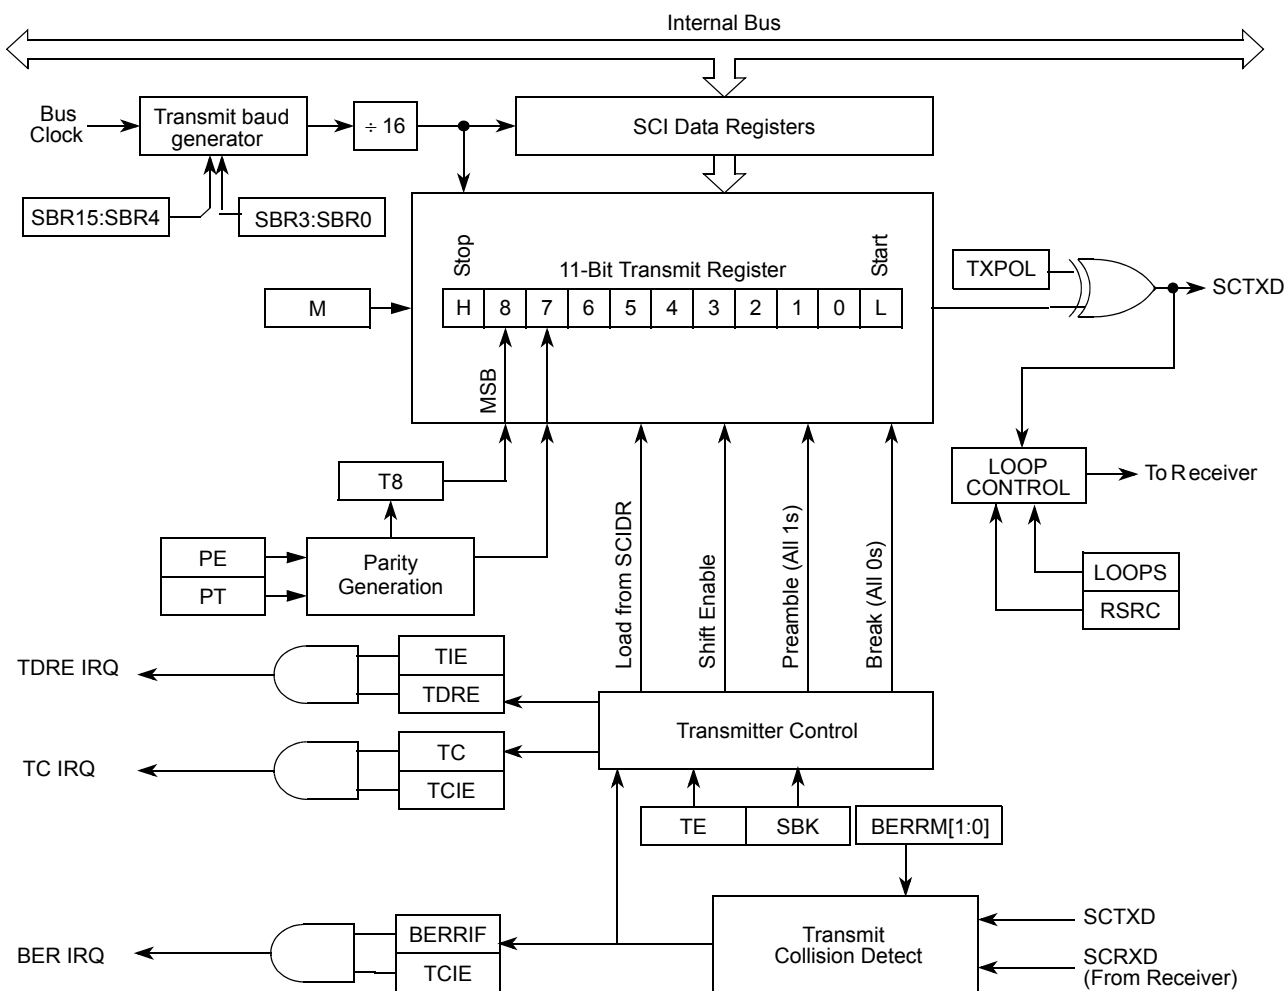 Internal Bus
Bus
Clock
Transmit baud
generator
÷ 16
SCI Data Registers
SBR15:SBR4
SBR3:SBR0
Stop
11-Bit Transmit Register
Start
TXPOL
SCTXD
M
H 8 7 6 5 4 3 2 1 0 L
MSB
T8
LOOP
CONTROL
To Receiver
PE
PT
Parity
Generation
Load from SCIDR
Shift Enable
Preamble (All 1s)
Break (All 0s)
LOOPS
RSRC
TDRE IRQ
TIE
TDRE
Transmitter Control
TC IRQ
TC
TCIE
TE
SBK
BERRM[1:0]
BER IRQ
BERRIF
TCIE
Transmit
Collision Detect
SCTXD
SCRXD
(From Receiver)